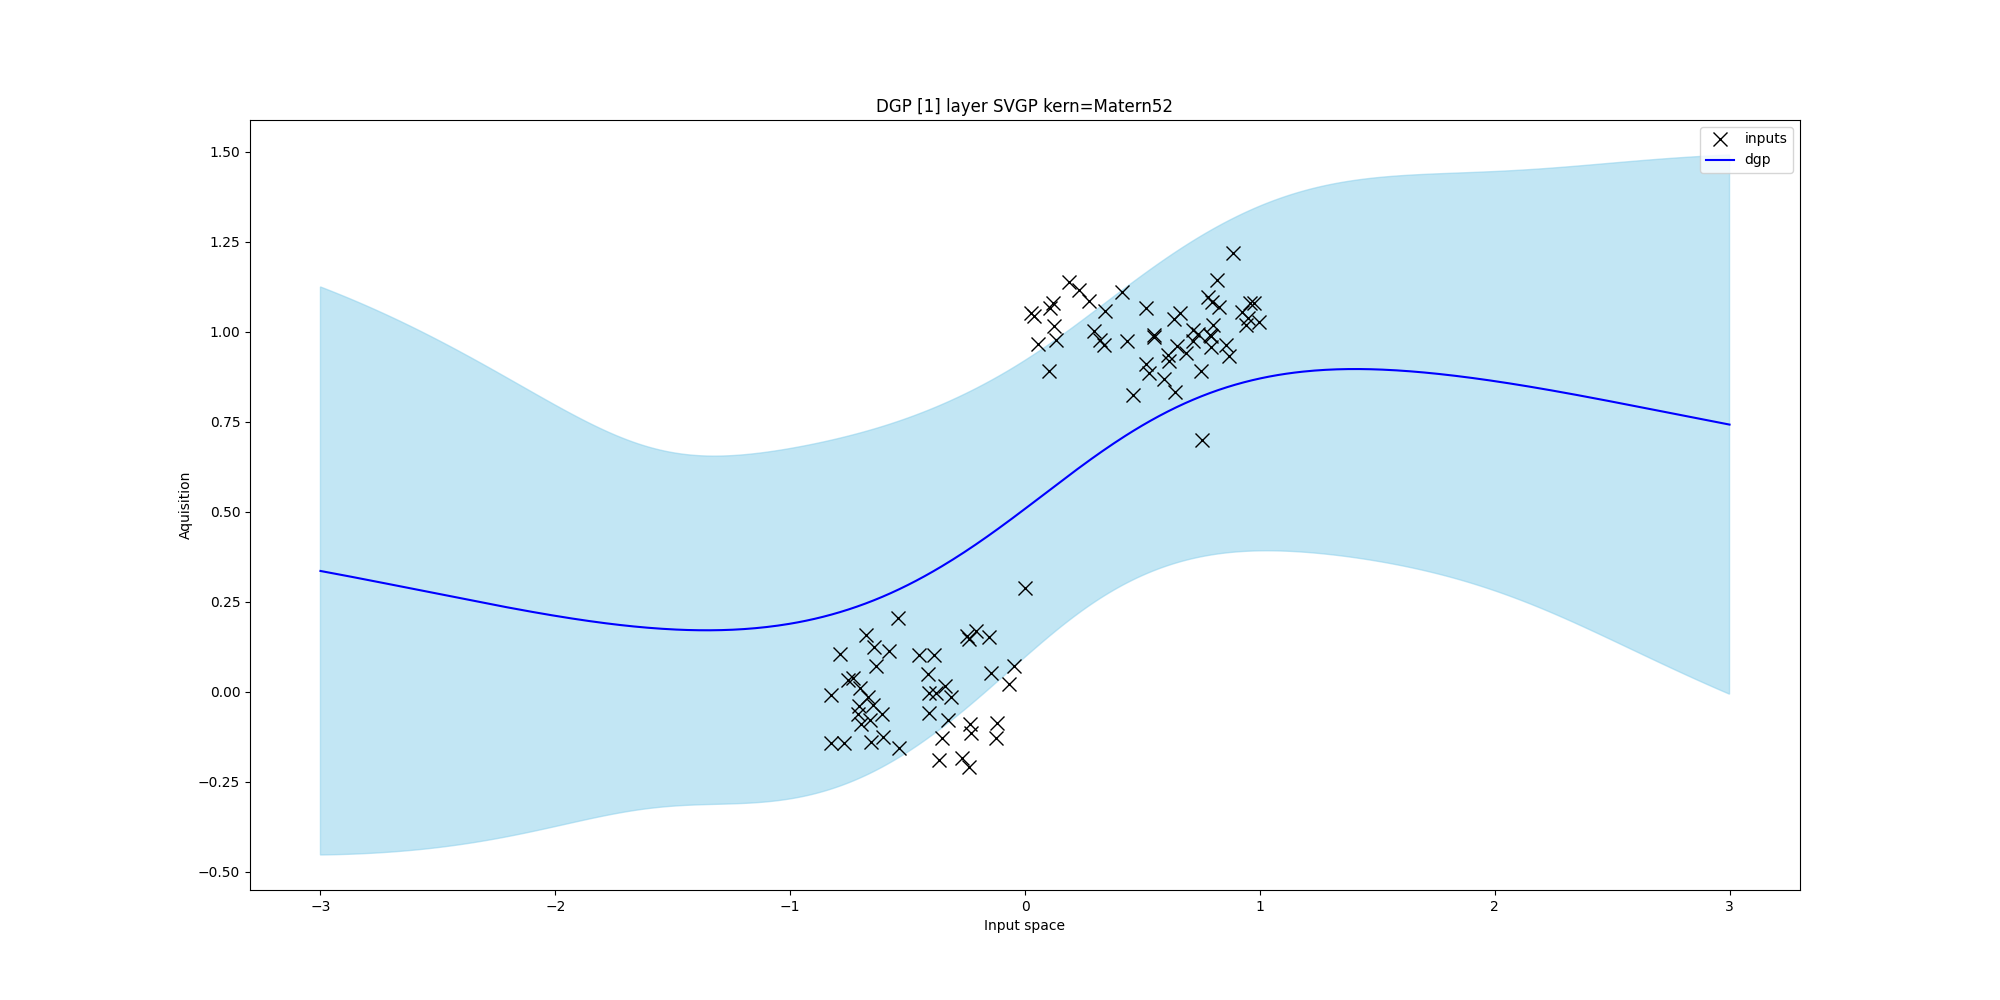 DGP [1] layer SVGP kern=Matern52
inputs
dgp
1.50
1.25
1.00
0.75
0.50
0.25
0.00
−0.25
−0.50
Aquisition
−3 −2 −1 0 1 2 3
Input space